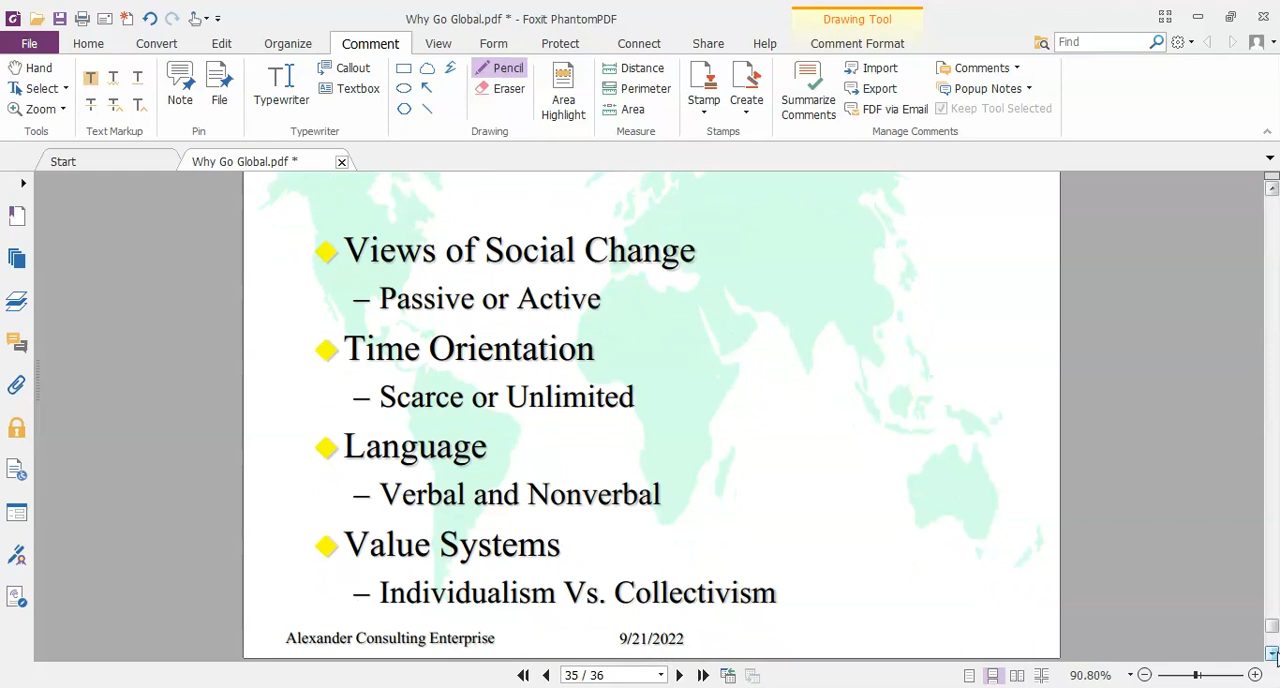 Why Go Global.pdf * - Foxit PhantomPDF
Drawing Tool
File Home Convert Edit Organize Comment View Form Protect Connect Share Help Comment Format Find
Hand
Select
Zoom
Tools
T T T
T T T
Text Markup
Note
File
Pin
Typewriter
Callout
Textbox
Typewriter
Pencil
Eraser
Drawing
Area
Highlight
Distance
Perimeter
Area
Measure
Stamp
Create
Stamps
Summarize
Comments
Import
Export
FDF via Email
Comments
Popup Notes
Keep Tool Selected
Manage Comments
Start
Why Go Global.pdf *
Views of Social Change
– Passive or Active
Time Orientation
– Scarce or Unlimited
Language
– Verbal and Nonverbal
Value Systems
– Individualism Vs. Collectivism
Alexander Consulting Enterprise 9/21/2022
35 / 36
90.80%